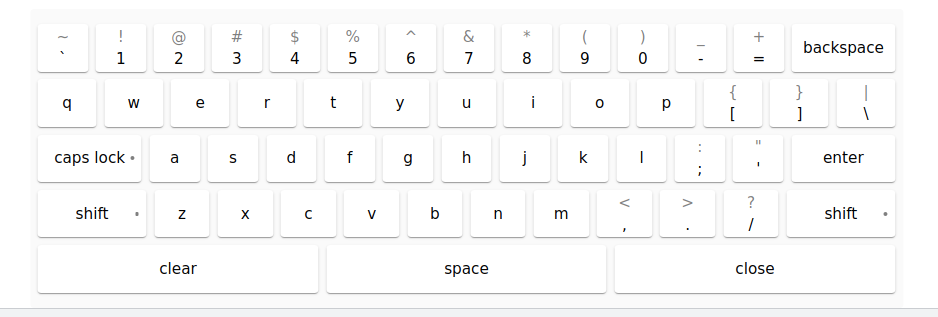 ~ ! @ # $ % ^ & * ( ) _ +
` 1 2 3 4 5 6 7 8 9 0 - = backspace
{ } |
q w e r t y u i o p [ ] \
: "
caps lock a s d f g h j k l ; ' enter
< > ?
shift z x c v b n m , . / shift
clear space close